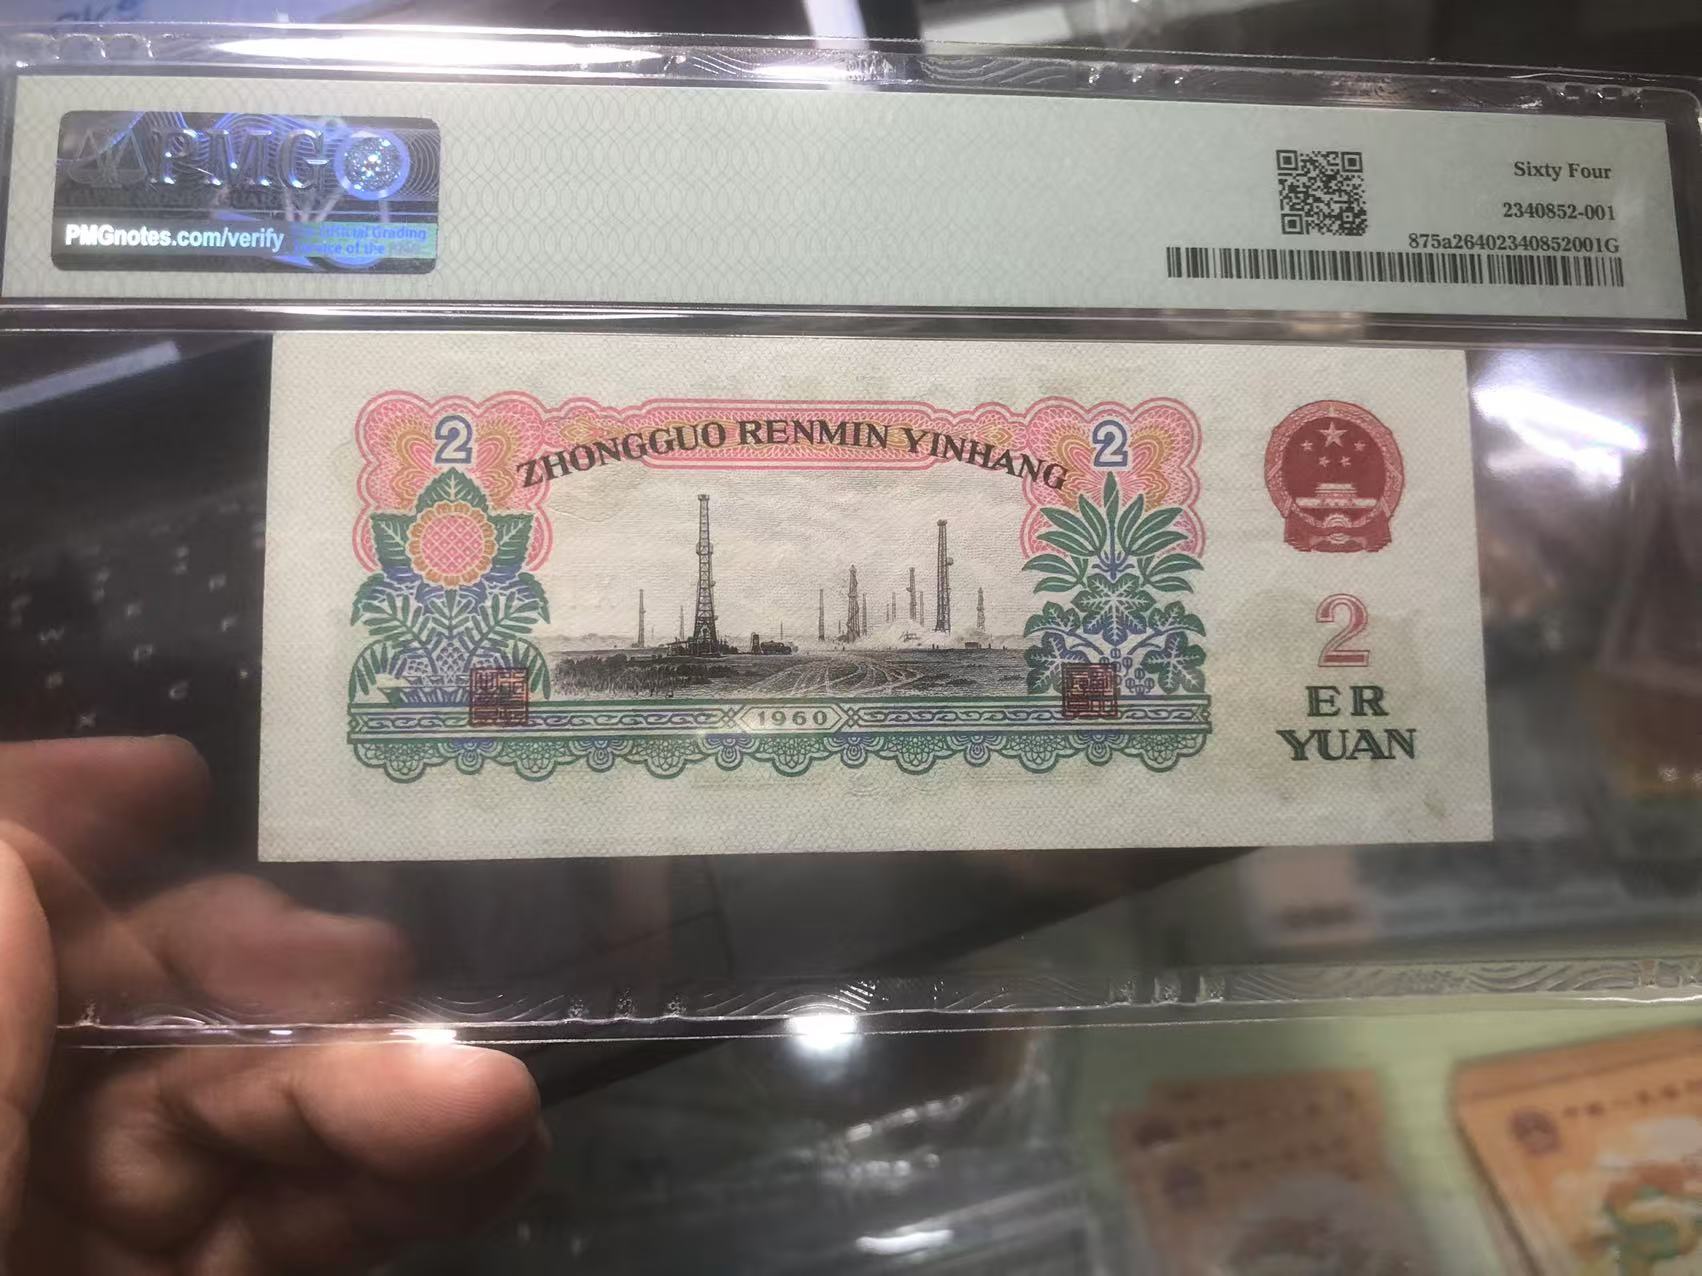 PMG
PMGnotes.com/verify
Sixty Four
2340852-001
875a26402340852001G
2
ZHONGGUO RENMIN YINHANG
2
1960
2
ER
YUAN